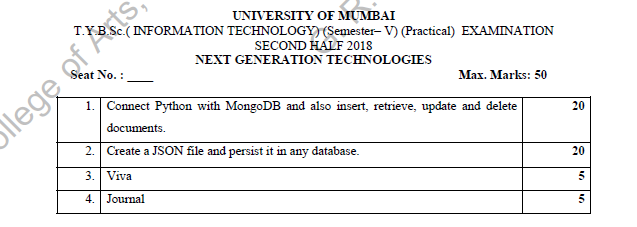 UNIVERSITY OF MUMBAI
T.Y.B.Sc.( INFORMATION TECHNOLOGY) (Semester– V) (Practical) EXAMINATION
SECOND HALF 2018
NEXT GENERATION TECHNOLOGIES
Seat No. : ____ Max. Marks: 50
1. Connect Python with MongoDB and also insert, retrieve, update and delete 20
documents.
2. Create a JSON file and persist it in any database. 20
3. Viva 5
4. Journal 5
ollege of Arts,